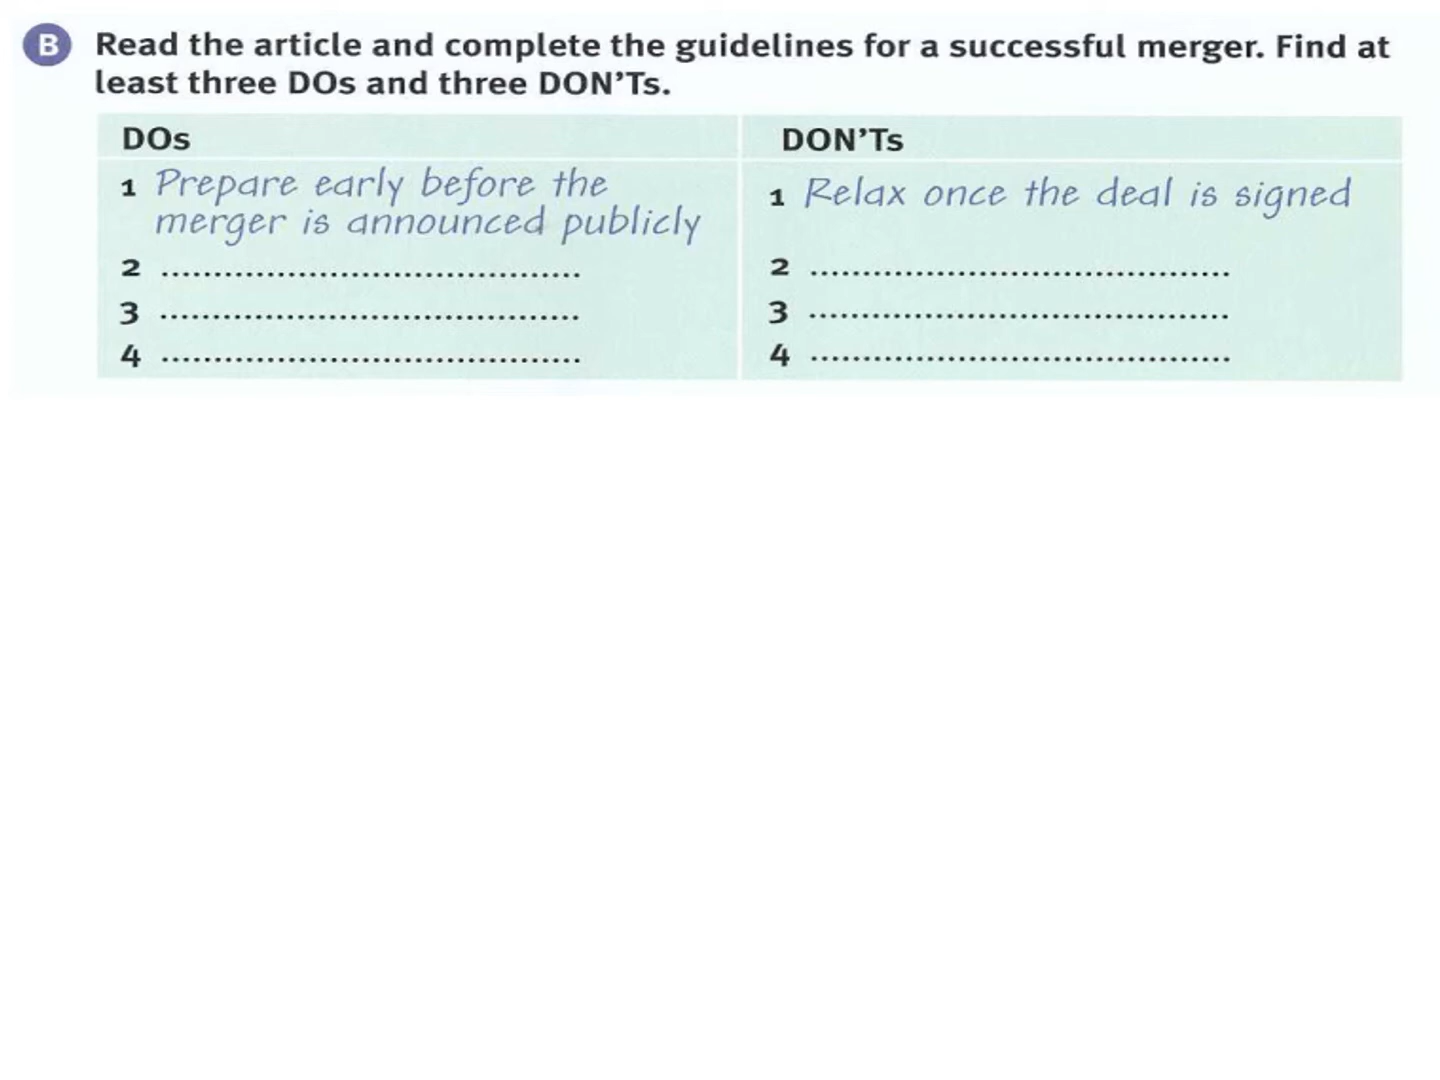 B Read the article and complete the guidelines for a successful merger. Find at
least three DOs and three DON'Ts.
DOs
1 Prepare early before the
merger is announced publicly
2 ........................................
3 ........................................
4 ........................................
DON'Ts
1 Relax once the deal is signed
2 ........................................
3 ........................................
4 ........................................